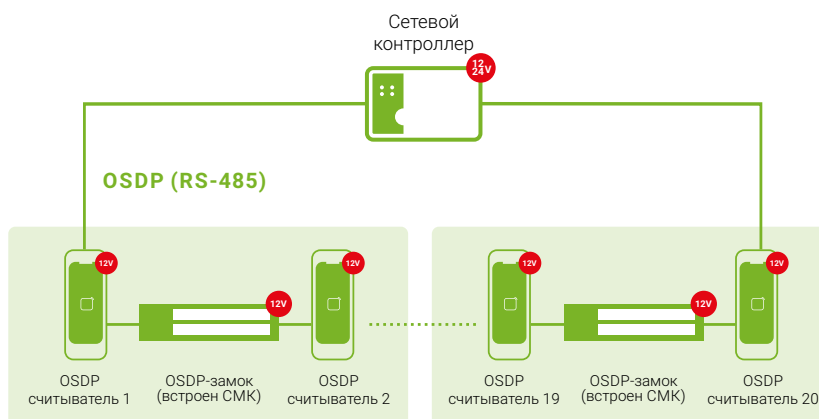 Сетевой
контроллер
12
24V
OSDP (RS-485)
12V
12V
12V
12V
12V
12V
OSDP
считыватель 1
OSDP-замок
(встроен СМК)
OSDP
считыватель 2
OSDP
считыватель 19
OSDP-замок
(встроен СМК)
OSDP
считыватель 20